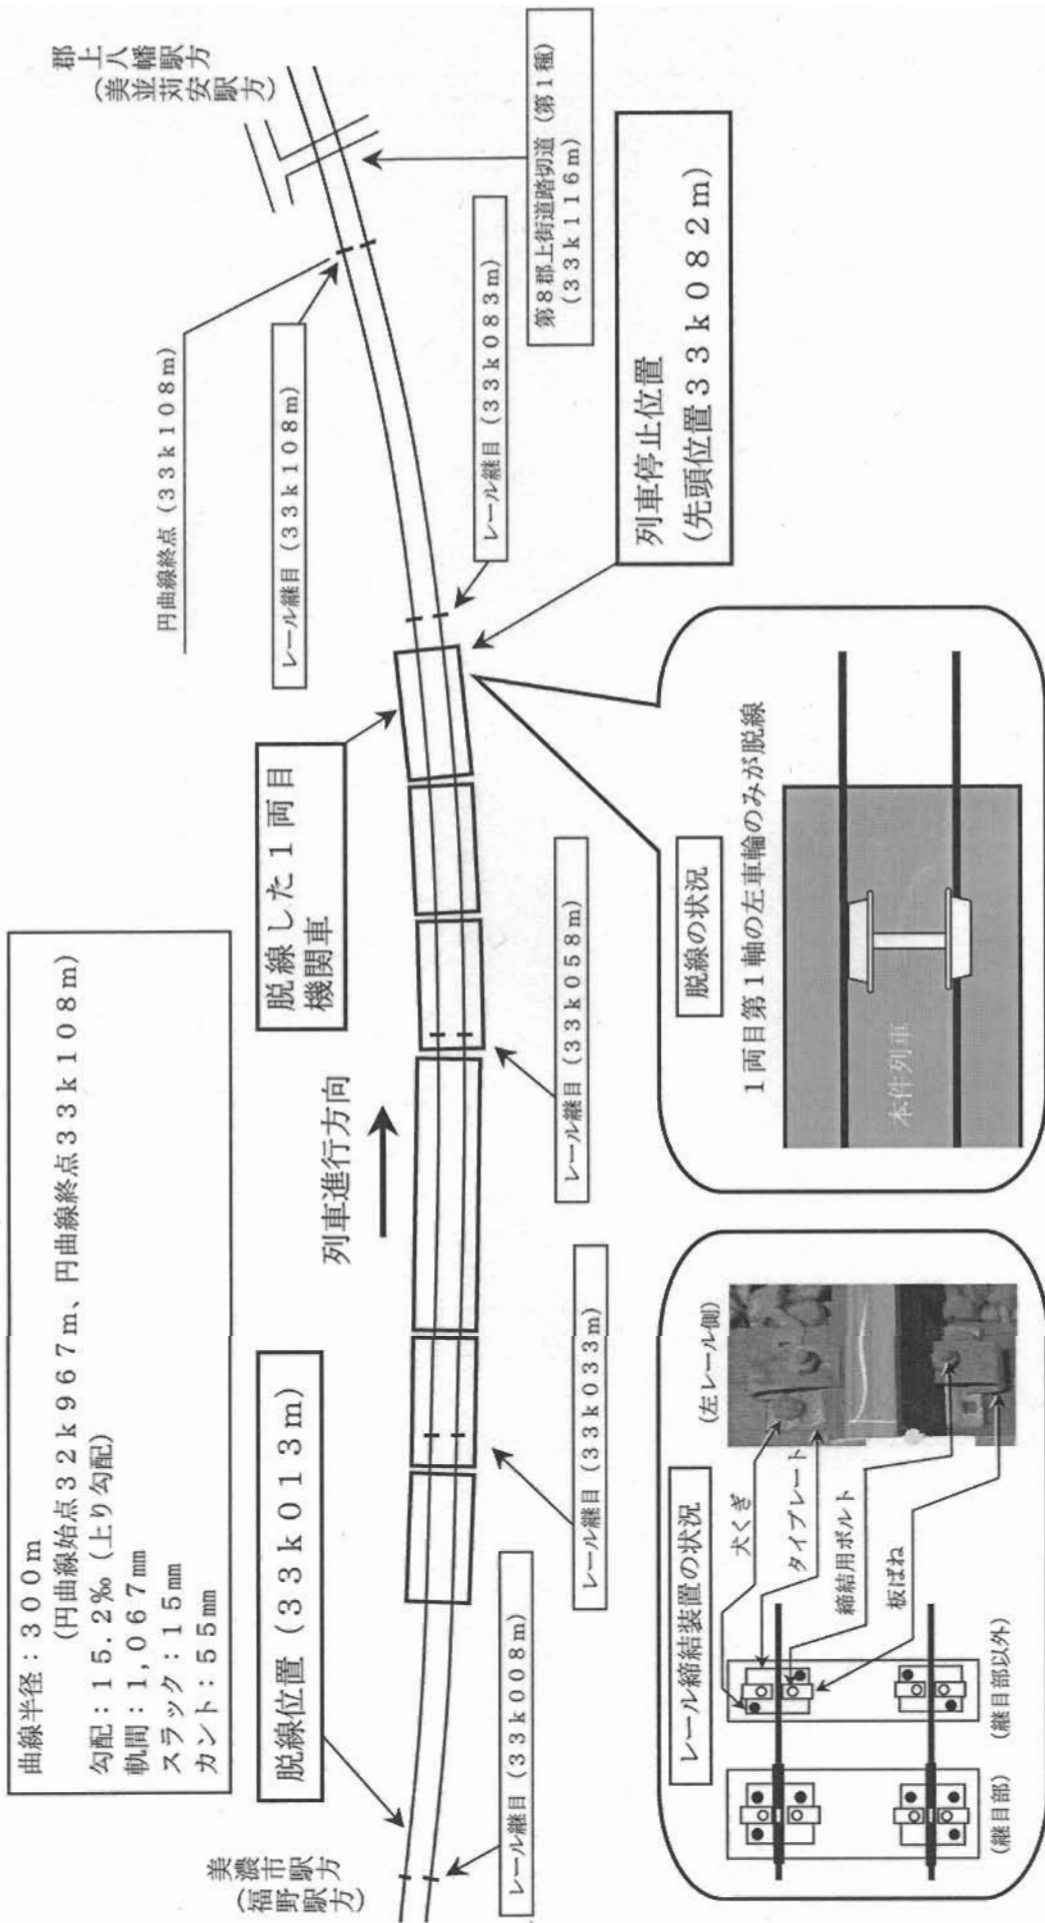 曲線半径：３００ｍ
（円曲線始点３２ｋ９６７ｍ、円曲線終点３３ｋ１０８ｍ）
勾配：１５.２‰（上り勾配）
軌間：１,０６７㎜
スラック：１５㎜
カント：５５㎜
郡上八幡駅方
（美並苅安駅方）
円曲線終点（３３ｋ１０８ｍ）
レール継目（３３ｋ１０８ｍ）
脱線した１両目
機関車
列車進行方向
脱線位置（３３ｋ０１３ｍ）
美濃市駅方
（福野駅方）
レール継目（３３ｋ００８ｍ）
レール継目（３３ｋ０３３ｍ）
レール継目（３３ｋ０５８ｍ）
レール継目（３３ｋ０８３ｍ）
第８郡上街道踏切道（第１種）
（３３ｋ１１６ｍ）
列車停止位置
（先頭位置３３ｋ０８２ｍ）
レール締結装置の状況
（左レール側）
犬くぎ
タイプレート
締結用ボルト
板ばね
（継目部）
（継目部以外）
脱線の状況
１両目第１軸の左車輪のみが脱線
本件列車